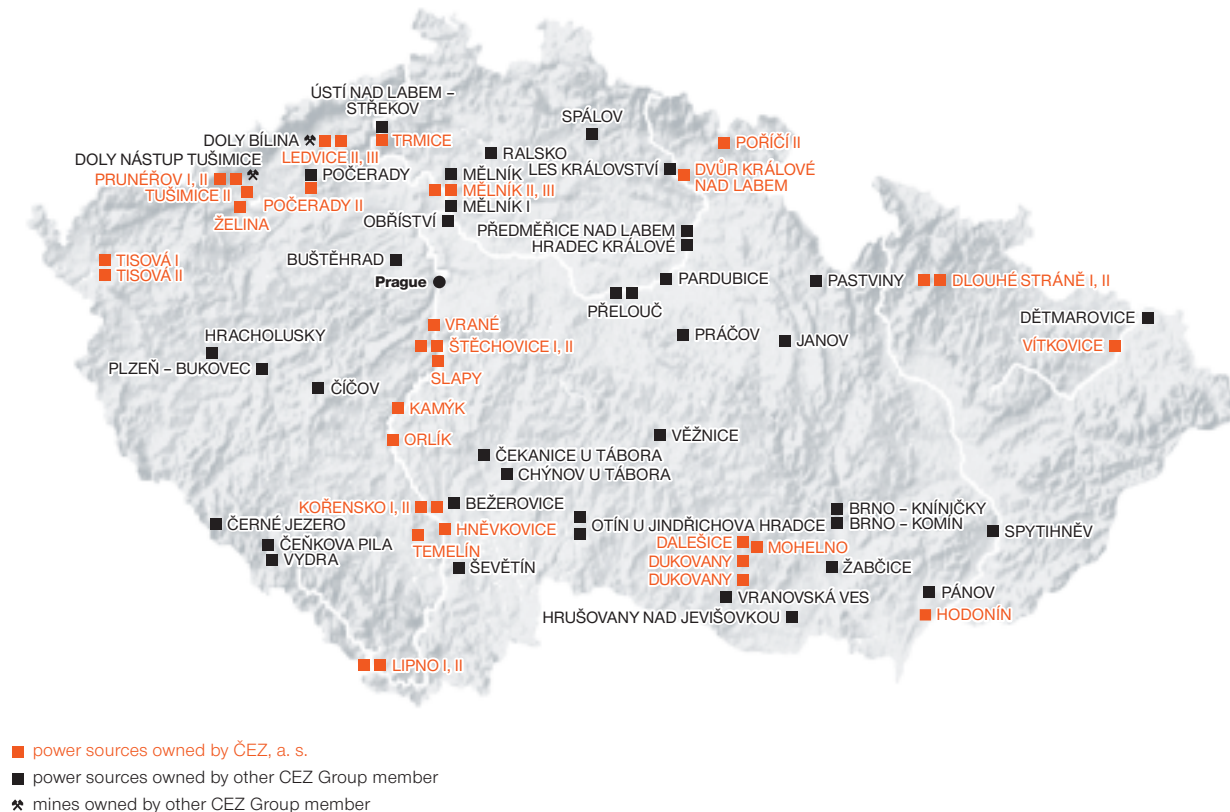 ÚSTÍ NAD LABEM –
STŘEKOV
SPÁLOV
DOLY BÍLINA
TRMICE
POŘÍČÍ II
LEDVICE II, III
RALSKO
DOLY NÁSTUP TUŠIMICE
LES KRÁLOVSTVÍ
PRUNÉŘOV I, II
POČERADY
MĚLNÍK
DVŮR KRÁLOVÉ
NAD LABEM
TUŠIMICE II
MĚLNÍK II, III
POČERADY II
MĚLNÍK I
ŽELINA
OBŘÍSTVÍ
PŘEDMĚŘICE NAD LABEM
HRADEC KRÁLOVÉ
TISOVÁ I
TISOVÁ II
BUŠTĚHRAD
Prague
PARDUBICE
PASTVINY
DLOUHÉ STRÁNĚ I, II
PŘELOUČ
DĚTMAROVICE
VRANÉ
HRACHOLUSKY
PRÁČOV
JANOV
VÍTKOVICE
ŠTĚCHOVICE I, II
PLZEŇ – BUKOVEC
SLAPY
ČÍČOV
KAMÝK
ORLÍK
VĚŽNICE
ČEKANICE U TÁBORA
CHÝNOV U TÁBORA
KOŘENSKO I, II
BEŽEROVICE
BRNO – KNÍNIČKY
ČERNÉ JEZERO
OTÍN U JINDŘICHOVA HRADCE
BRNO – KOMÍN
HNĚVKOVICE
SPYTIHNĚV
ČEŇKOVA PILA
TEMELÍN
DALEŠICE
MOHELNO
VYDRA
ŠEVĚTÍN
DUKOVANY
ŽABČICE
DUKOVANY
VRANOVSKÁ VES
PÁNOV
HRUŠOVANY NAD JEVIŠOVKOU
HODONÍN
LIPNO I, II
power sources owned by ČEZ, a. s.
power sources owned by other CEZ Group member
mines owned by other CEZ Group member